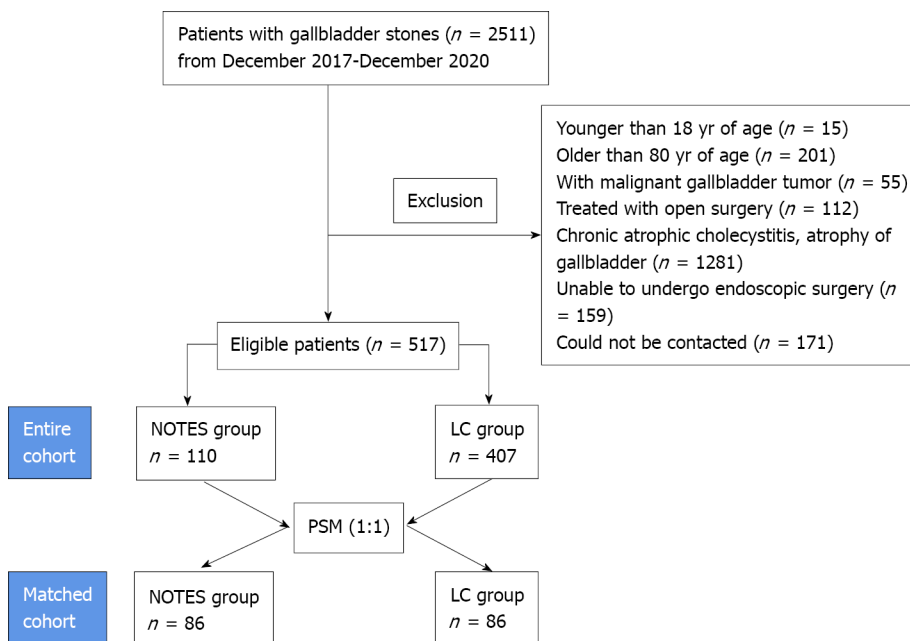 Patients with gallbladder stones (n = 2511)
from December 2017-December 2020
Younger than 18 yr of age (n = 15)
Older than 80 yr of age (n = 201)
With malignant gallbladder tumor (n = 55)
Treated with open surgery (n = 112)
Chronic atrophic cholecystitis, atrophy of
gallbladder (n = 1281)
Unable to undergo endoscopic surgery (n
= 159)
Could not be contacted (n = 171)
Exclusion
Eligible patients (n = 517)
Entire
cohort
NOTES group
n = 110
LC group
n = 407
PSM (1:1)
Matched
cohort
NOTES group
n = 86
LC group
n = 86